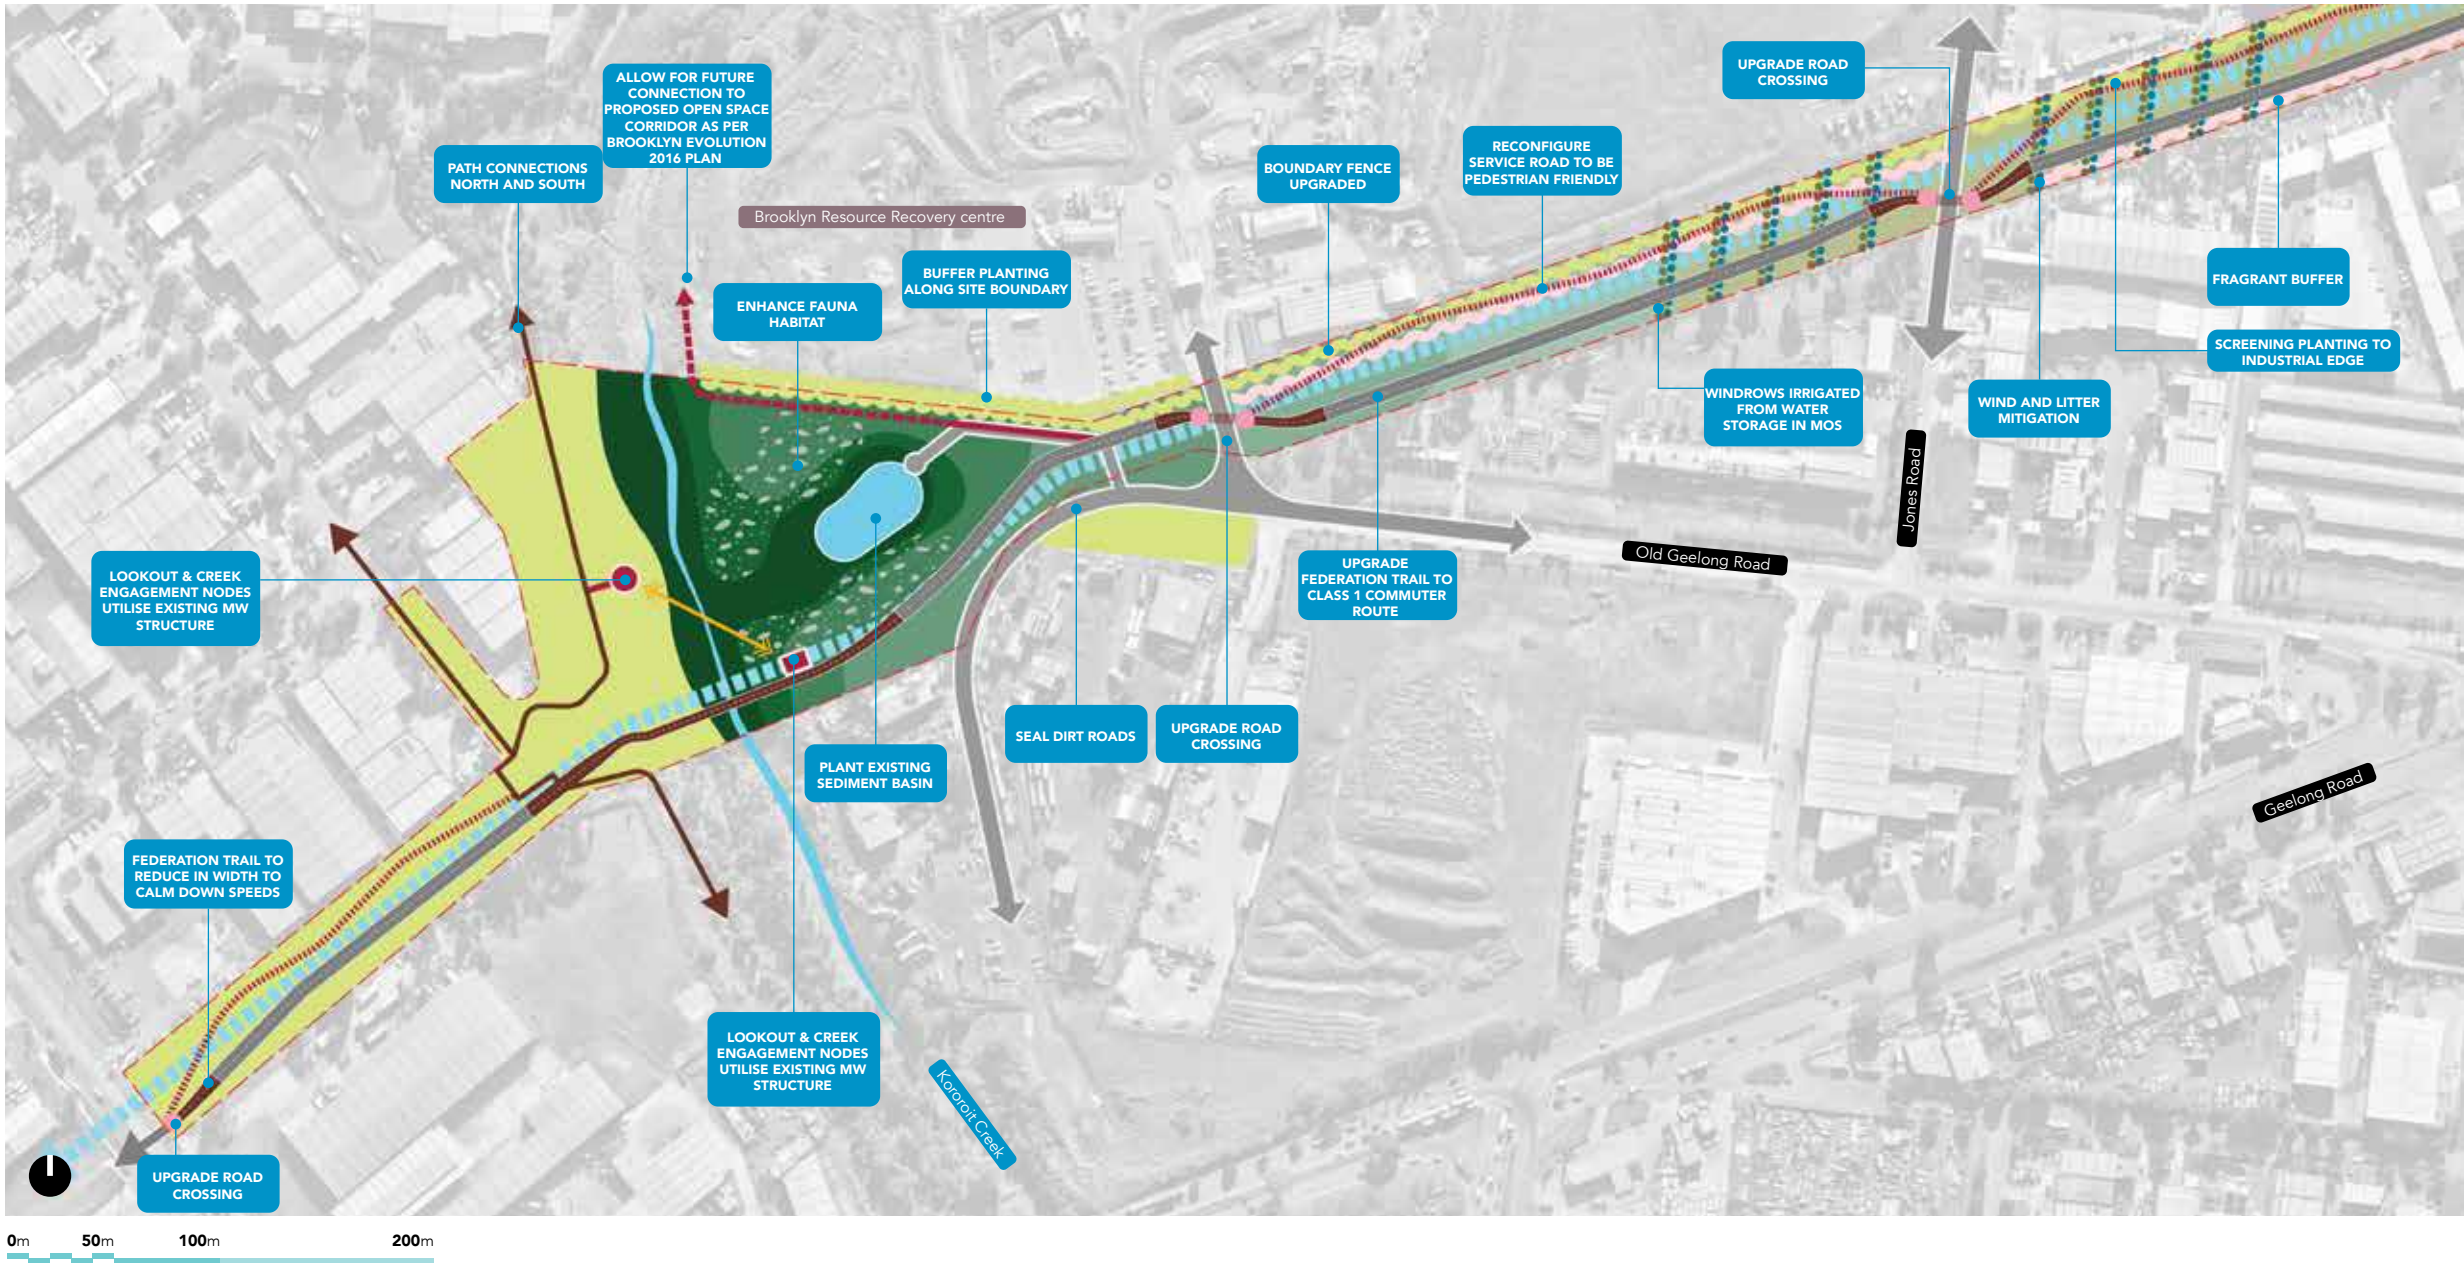 ALLOW FOR FUTURE
CONNECTION TO
PROPOSED OPEN SPACE
CORRIDOR AS PER
BROOKLYN EVOLUTION
2016 PLAN
PATH CONNECTIONS
NORTH AND SOUTH
Brooklyn Resource Recovery centre
BUFFER PLANTING
ALONG SITE BOUNDARY
ENHANCE FAUNA
HABITAT
BOUNDARY FENCE
UPGRADED
RECONFIGURE
SERVICE ROAD TO BE
PEDESTRIAN FRIENDLY
UPGRADE ROAD
CROSSING
FRAGRANT BUFFER
SCREENING PLANTING TO
INDUSTRIAL EDGE
WINDROWS IRRIGATED
FROM WATER
STORAGE IN MOS
WIND AND LITTER
MITIGATION
Jones Road
Old Geelong Road
Geelong Road
UPGRADE
FEDERATION TRAIL TO
CLASS 1 COMMUTER
ROUTE
LOOKOUT & CREEK
ENGAGEMENT NODES
UTILISE EXISTING MW
STRUCTURE
SEAL DIRT ROADS
UPGRADE ROAD
CROSSING
PLANT EXISTING
SEDIMENT BASIN
FEDERATION TRAIL TO
REDUCE IN WIDTH TO
CALM DOWN SPEEDS
LOOKOUT & CREEK
ENGAGEMENT NODES
UTILISE EXISTING MW
STRUCTURE
Kororoit Creek
UPGRADE ROAD
CROSSING
0m 50m 100m 200m